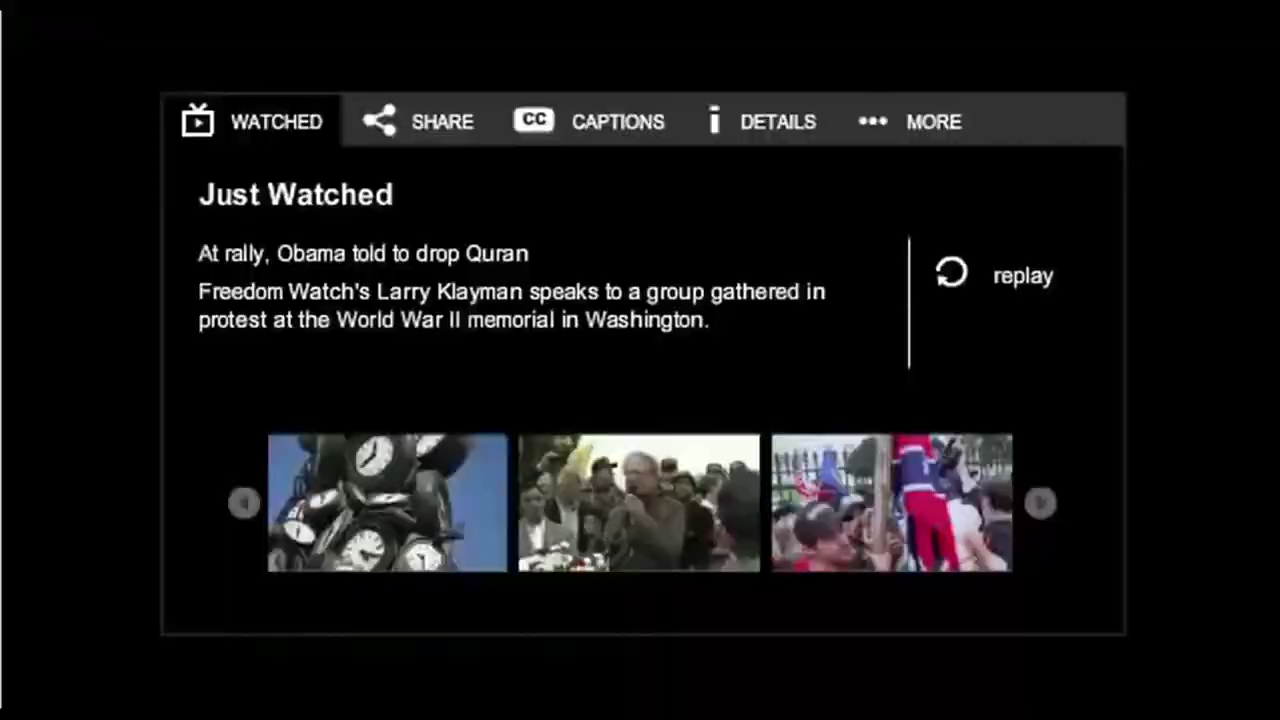 WATCHED
SHARE
CC
CAPTIONS
DETAILS
MORE
Just Watched
At rally, Obama told to drop Quran
Freedom Watch's Larry Klayman speaks to a group gathered in
protest at the World War II memorial in Washington.
replay